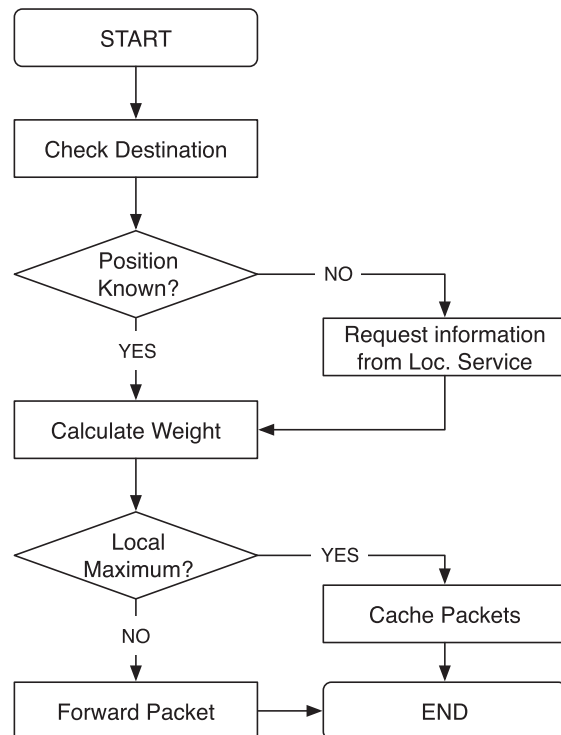 START
Check Destination
Position
Known?
NO
Request information
from Loc. Service
YES
Calculate Weight
Local
Maximum?
YES
Cache Packets
NO
Forward Packet
END